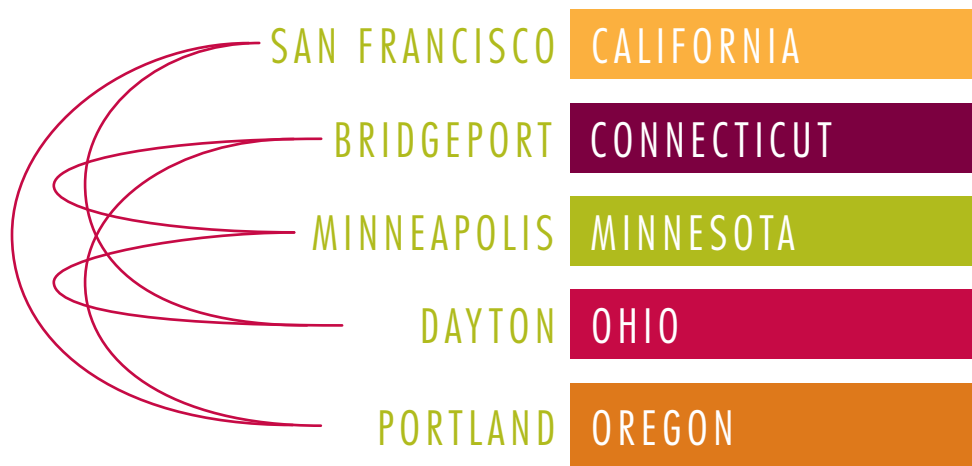 SAN FRANCISCO CALIFORNIA
BRIDGEPORT CONNECTICUT
MINNEAPOLIS MINNESOTA
DAYTON OHIO
PORTLAND OREGON